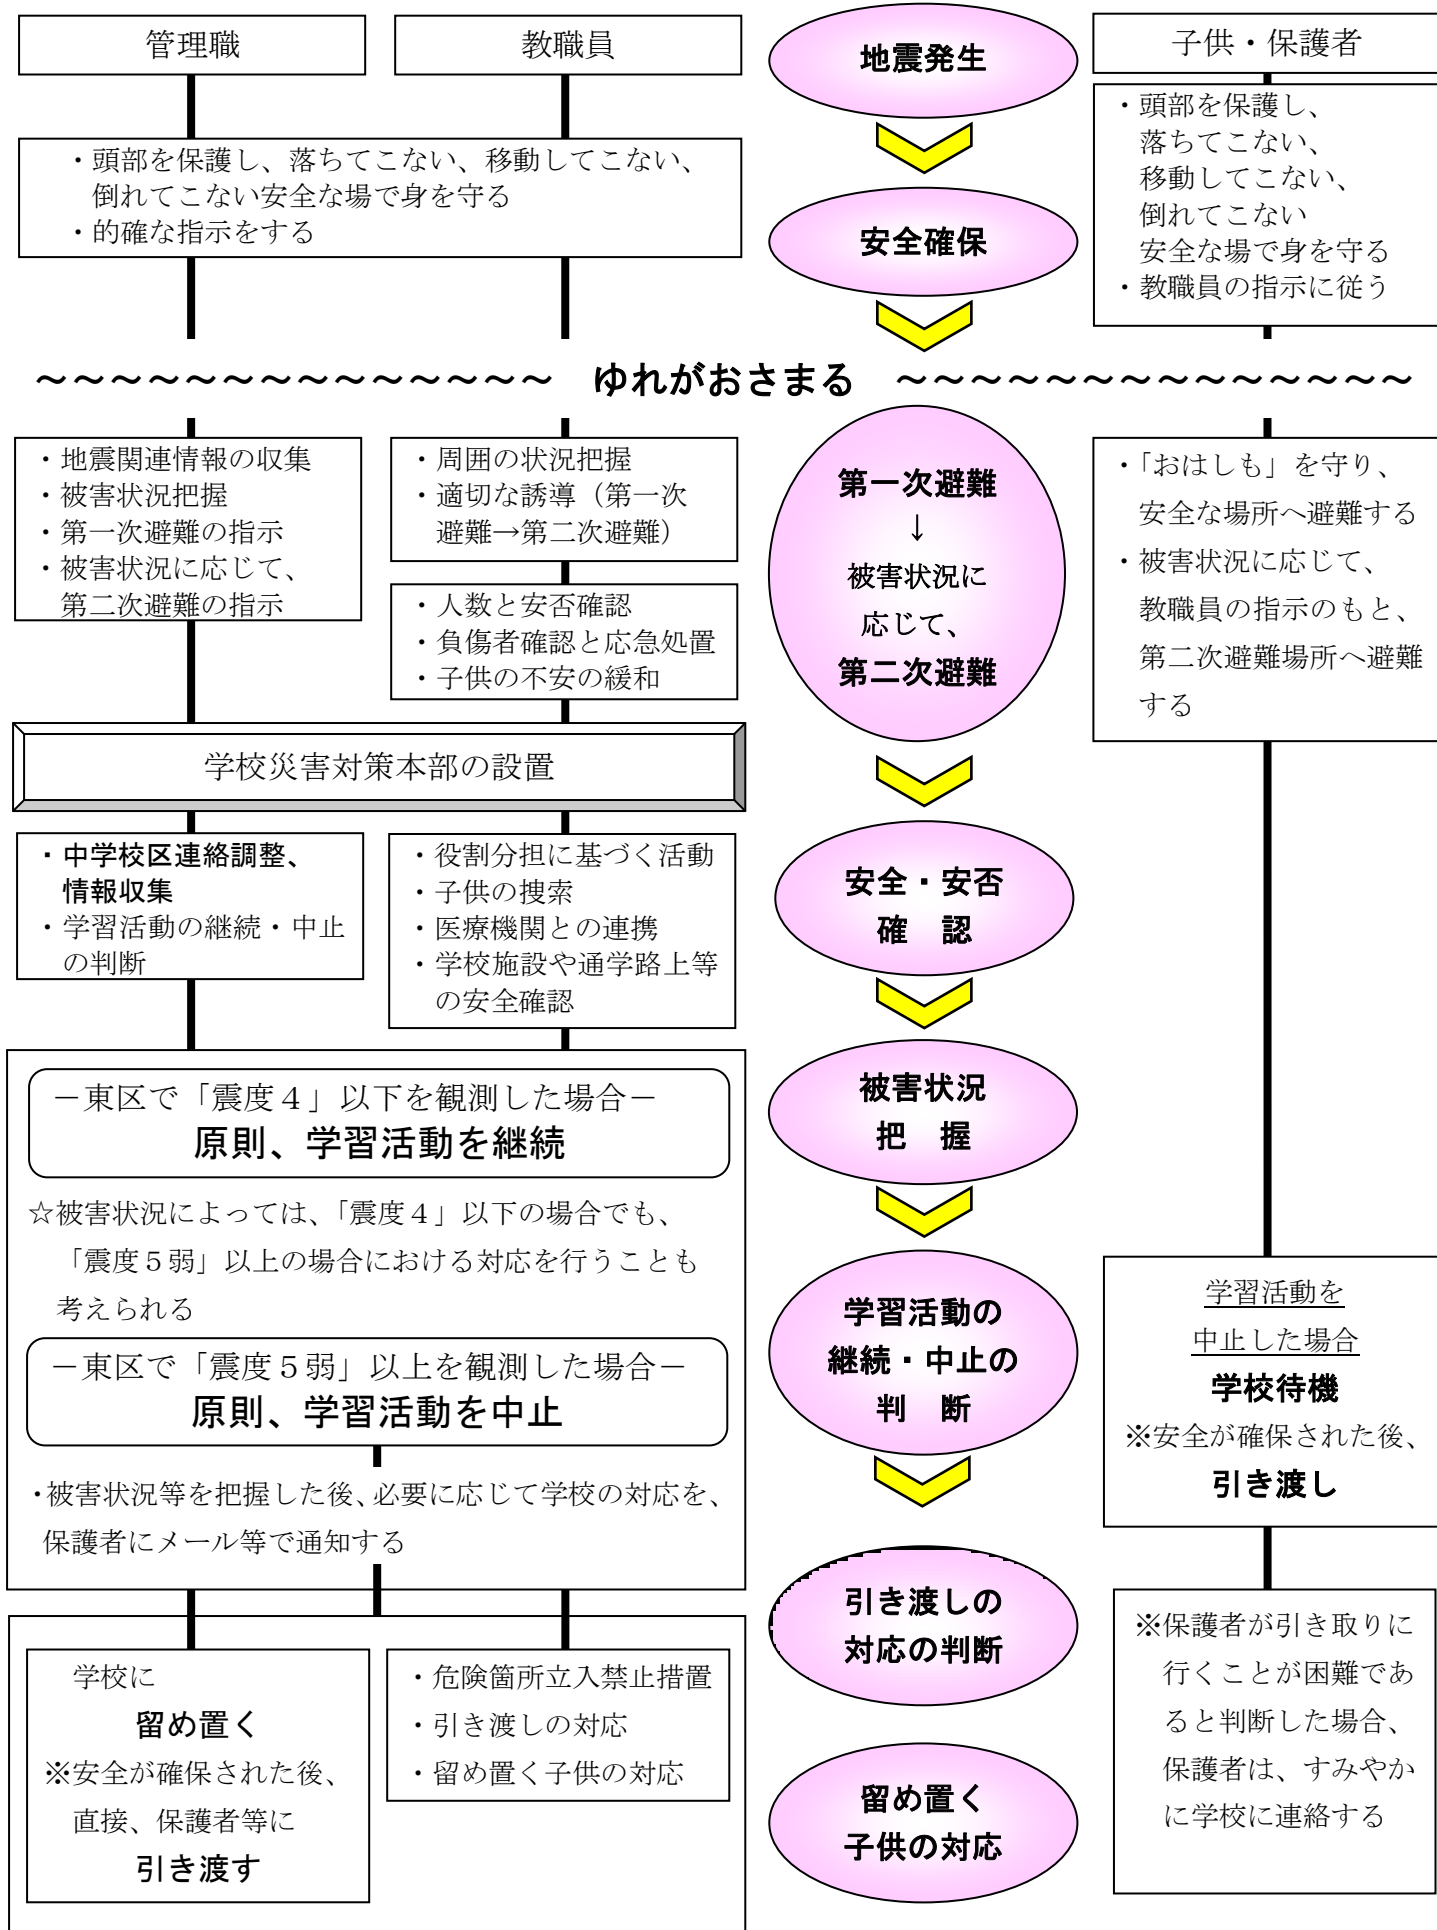 管理職
教職員
地震発生
子供・保護者
・頭部を保護し、落ちてこない、移動してこない、
倒れてこない安全な場で身を守る
・的確な指示をする
安全確保
・頭部を保護し、
落ちてこない、
移動してこない、
倒れてこない
安全な場で身を守る
・教職員の指示に従う
～～～～～～～～～～～～～～ ゆれがおさまる ～～～～～～～～～～～～～～
・地震関連情報の収集
・被害状況把握
・第一次避難の指示
・被害状況に応じて、
第二次避難の指示
・周囲の状況把握
・適切な誘導（第一次
避難→第二次避難）
・人数と安否確認
・負傷者確認と応急処置
・子供の不安の緩和
第一次避難
↓
被害状況に
応じて、
第二次避難
・「おはしも」を守り、
安全な場所へ避難する
・被害状況に応じて、
教職員の指示のもと、
第二次避難場所へ避難
する
学校災害対策本部の設置
・中学校区連絡調整、
情報収集
・学習活動の継続・中止
の判断
・役割分担に基づく活動
・子供の捜索
・医療機関との連携
・学校施設や通学路上等
の安全確認
安全・安否
確　認
被害状況
把　握
－東区で「震度４」以下を観測した場合－
原則、学習活動を継続
☆被害状況によっては、「震度４」以下の場合でも、
「震度５弱」以上の場合における対応を行うことも
考えられる
－東区で「震度５弱」以上を観測した場合－
原則、学習活動を中止
・被害状況等を把握した後、必要に応じて学校の対応を、
保護者にメール等で通知する
学習活動の
継続・中止の
判　断
学習活動を
中止した場合
学校待機
※安全が確保された後、
引き渡し
引き渡しの
対応の判断
学校に
留め置く
※安全が確保された後、
直接、保護者等に
引き渡す
・危険箇所立入禁止措置
・引き渡しの対応
・留め置く子供の対応
留め置く
子供の対応
※保護者が引き取りに
行くことが困難であ
ると判断した場合、
保護者は、すみやか
に学校に連絡する